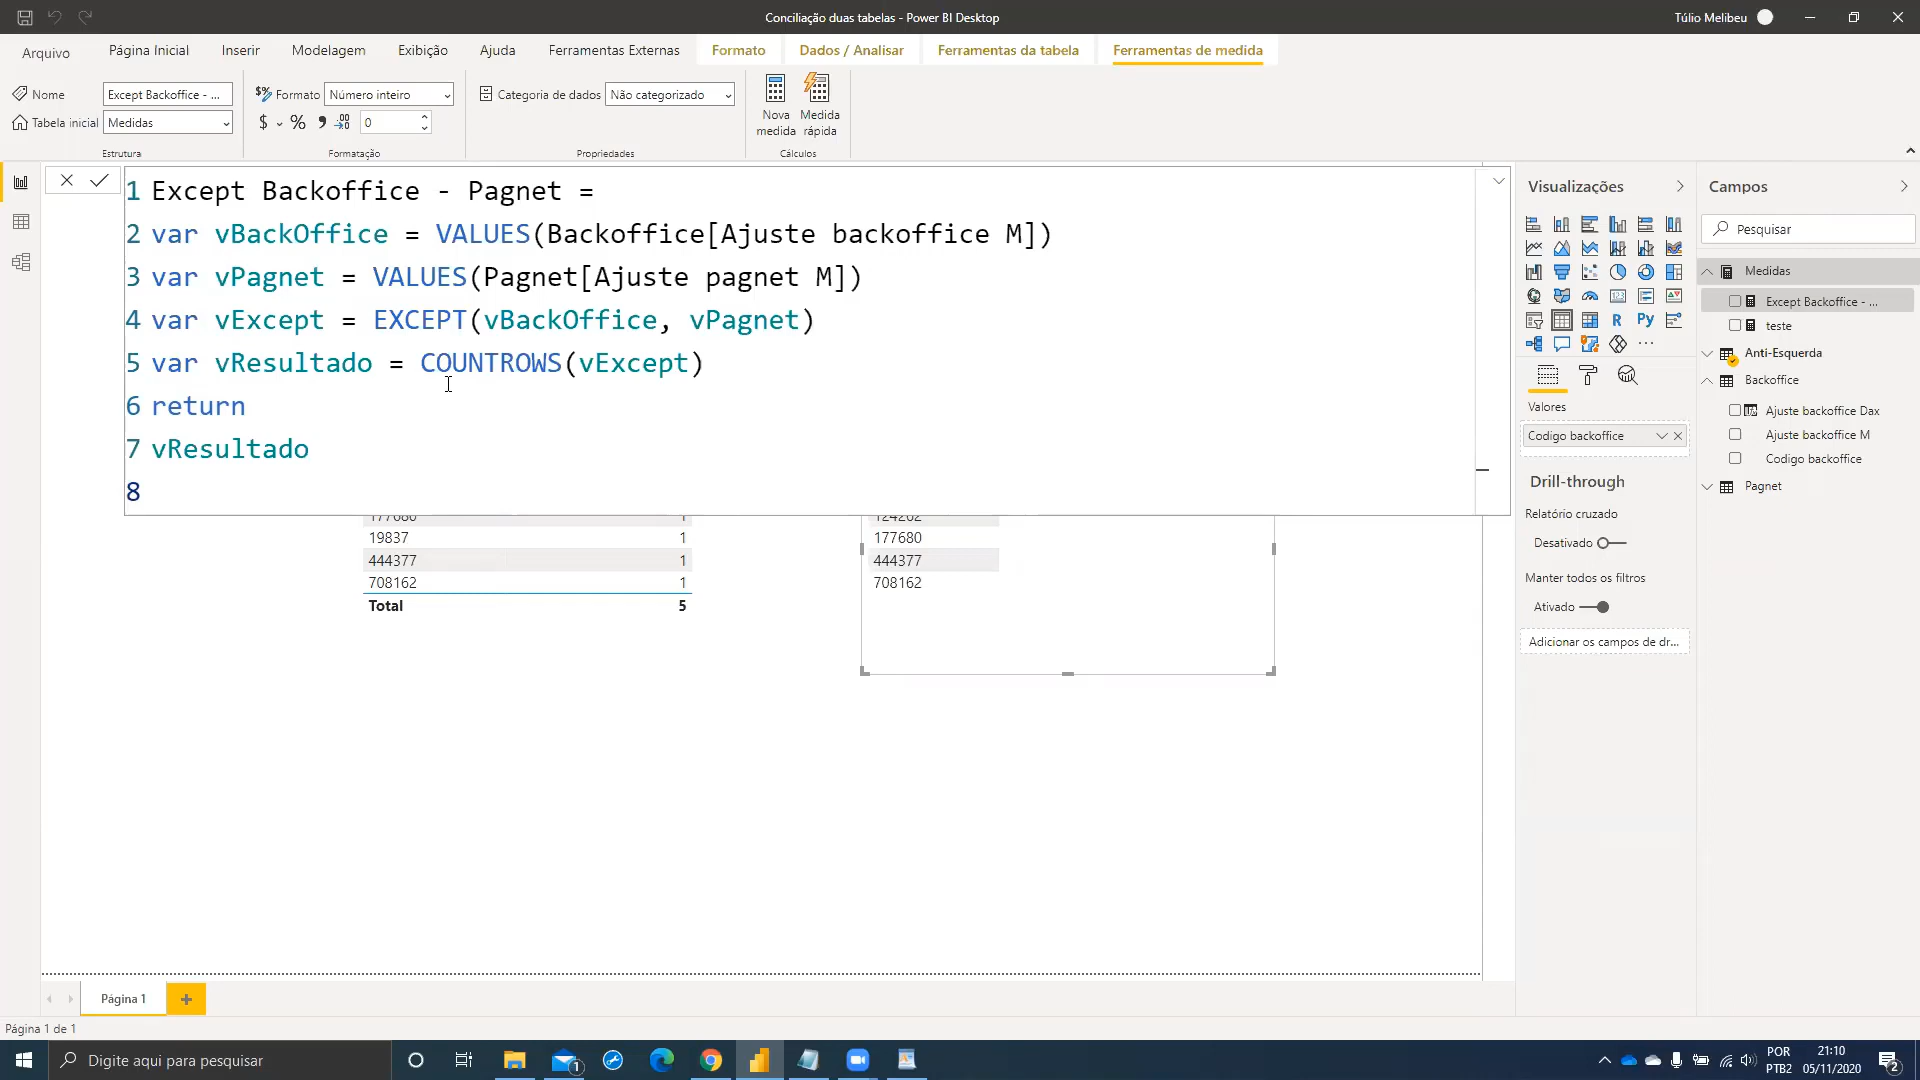 Conciliação duas tabelas - Power BI Desktop
Túlio Melibeu
Arquivo
Página Inicial
Inserir
Modelagem
Exibição
Ajuda
Ferramentas Externas
Formato
Dados / Analisar
Ferramentas da tabela
Ferramentas de medida
Nome
Except Backoffice - ...
Tabela inicial
Medidas
Estrutura
Formato
Número inteiro
$ % 0
Formatação
Categoria de dados
Não categorizado
Propriedades
Nova medida
Medida rápida
Cálculos
1 Except Backoffice - Pagnet =
2 var vBackOffice = VALUES(Backoffice[Ajuste backoffice M])
3 var vPagnet = VALUES(Pagnet[Ajuste pagnet M])
4 var vExcept = EXCEPT(vBackOffice, vPagnet)
5 var vResultado = COUNTROWS(vExcept)
6 return
7 vResultado
8
177680 1
19837 1
444377 1
708162 1
Total 5
124262
177680
444377
708162
Visualizações
R
Py
Valores
Codigo backoffice
Drill-through
Relatório cruzado
Desativado
Manter todos os filtros
Ativado
Adicionar os campos de dr...
Campos
Pesquisar
Medidas
Except Backoffice - ...
teste
Anti-Esquerda
Backoffice
Ajuste backoffice Dax
Ajuste backoffice M
Codigo backoffice
Pagnet
Página 1
Página 1 de 1
Digite aqui para pesquisar
1
POR
PTB2
21:10
05/11/2020
2